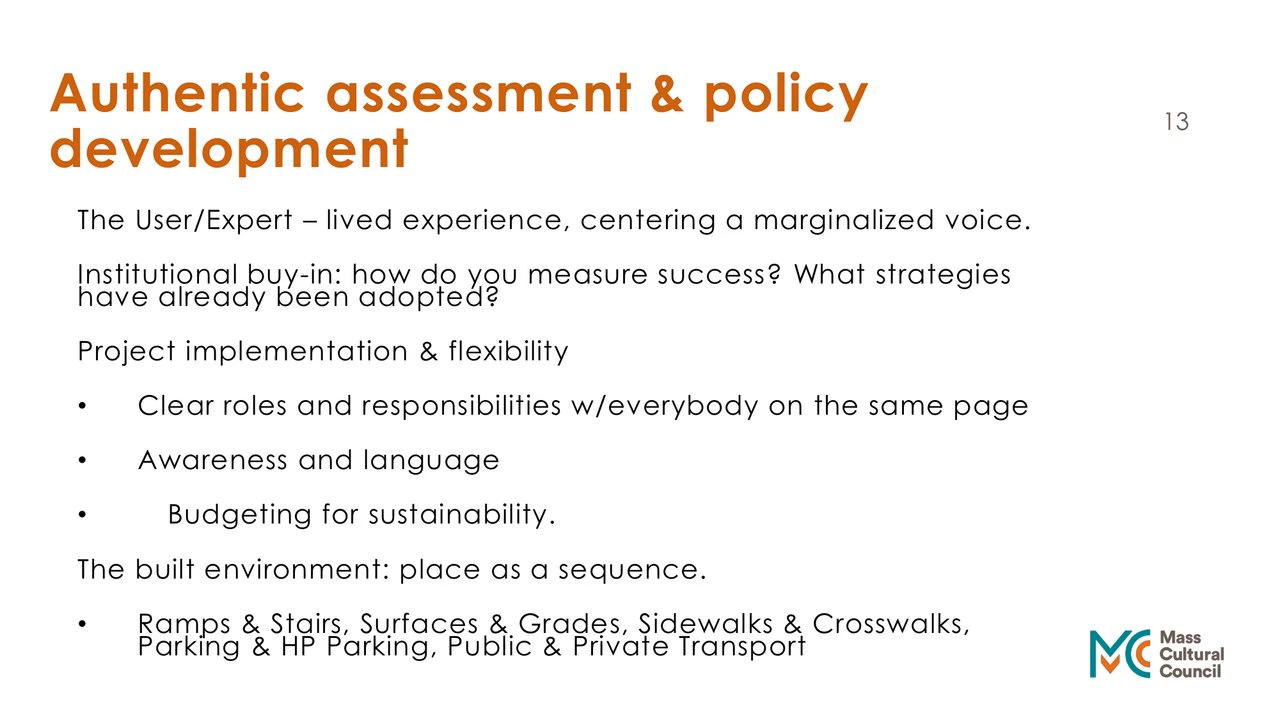 Authentic assessment & policy
development
13
The User/Expert – lived experience, centering a marginalized voice.
Institutional buy-in: how do you measure success? What strategies
have already been adopted?
Project implementation & flexibility
• Clear roles and responsibilities w/everybody on the same page
• Awareness and language
• Budgeting for sustainability.
The built environment: place as a sequence.
• Ramps & Stairs, Surfaces & Grades, Sidewalks & Crosswalks,
Parking & HP Parking, Public & Private Transport
MCC
Mass
Cultural
Council